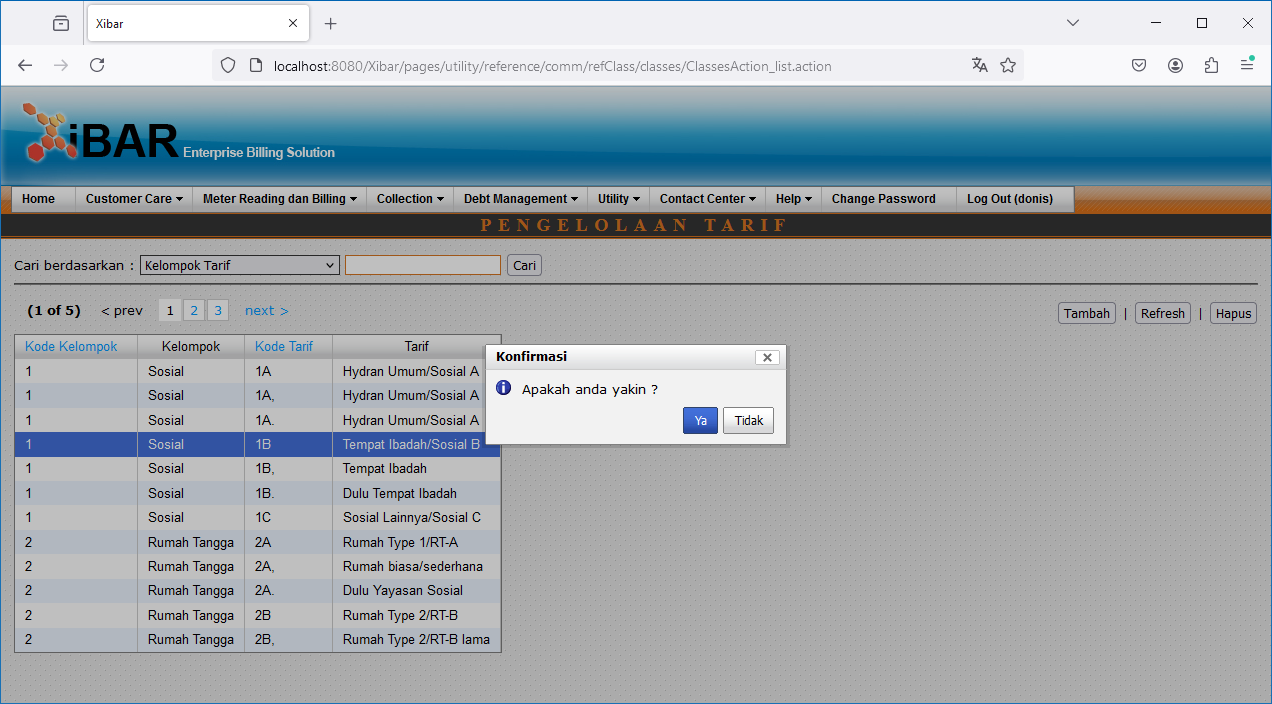 Xibar
localhost:8080/Xibar/pages/utility/reference/comm/refClass/classes/ClassesAction_list.action
iBAR Enterprise Billing Solution
Home Customer Care Meter Reading dan Billing Collection Debt Management Utility Contact Center Help Change Password Log Out (donis)
PENGELOLAAN TARIF
Cari berdasarkan : Kelompok Tarif Cari
(1 of 5) < prev 1 2 3 next > Tambah | Refresh | Hapus
Kode Kelompok Kelompok Kode Tarif Tarif
1 Sosial 1A Hydran Umum/Sosial A
1 Sosial 1A, Hydran Umum/Sosial A
1 Sosial 1A. Hydran Umum/Sosial A
1 Sosial 1B Tempat Ibadah/Sosial B
1 Sosial 1B, Tempat Ibadah
1 Sosial 1B. Dulu Tempat Ibadah
1 Sosial 1C Sosial Lainnya/Sosial C
2 Rumah Tangga 2A Rumah Type 1/RT-A
2 Rumah Tangga 2A, Rumah biasa/sederhana
2 Rumah Tangga 2A. Dulu Yayasan Sosial
2 Rumah Tangga 2B Rumah Type 2/RT-B
2 Rumah Tangga 2B, Rumah Type 2/RT-B lama
Konfirmasi
Apakah anda yakin ?
Ya Tidak